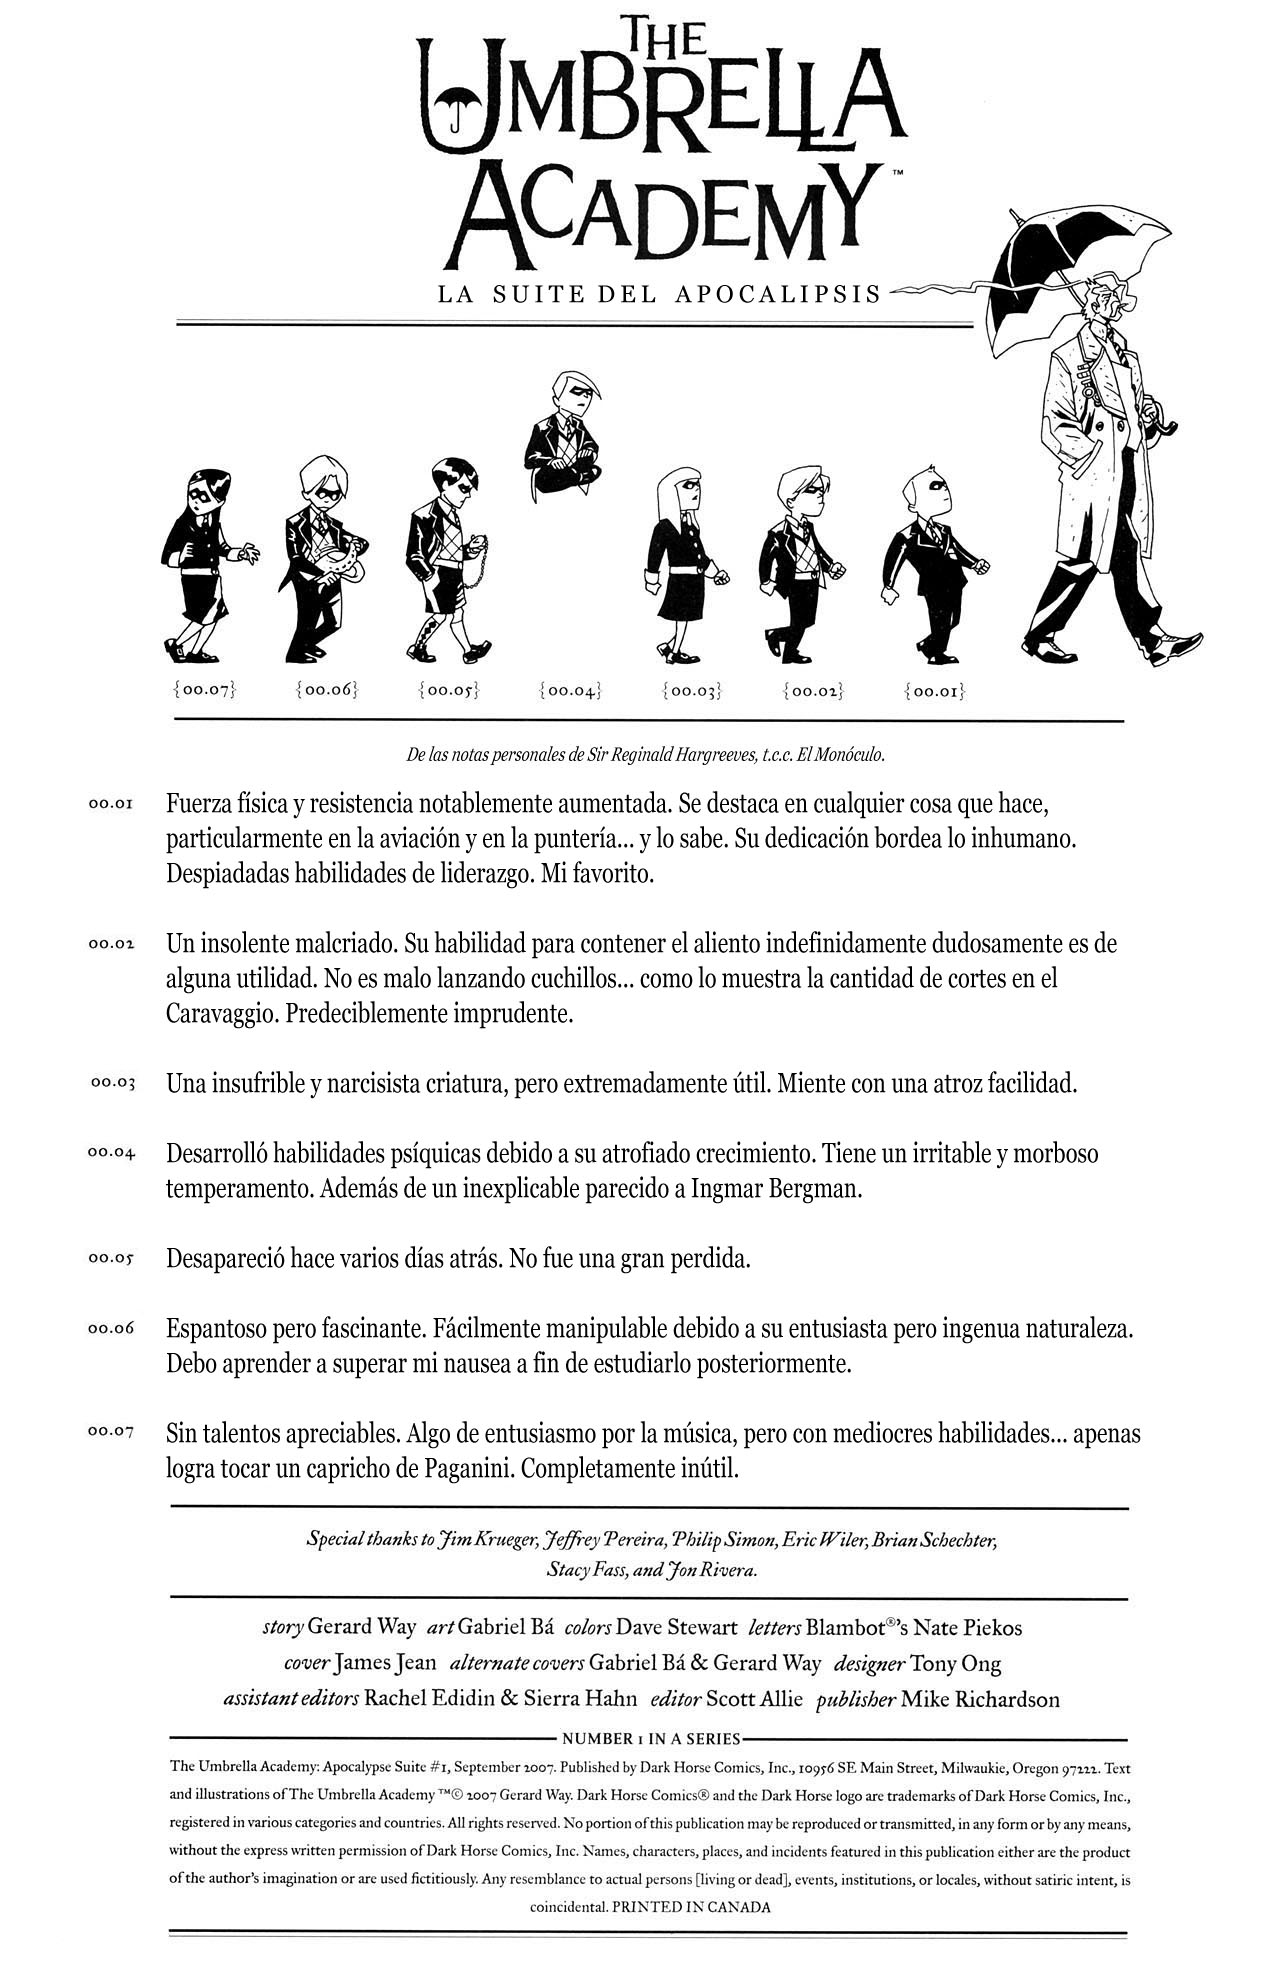 THE
UMBRELLA
ACADEMY™
LA SUITE DEL APOCALIPSIS
{00.07} {00.06} {00.05} {00.04} {00.03} {00.02} {00.01}
De las notas personales de Sir Reginald Hargreeves, t.c.c. El Monóculo.
00.01 Fuerza física y resistencia notablemente aumentada. Se destaca en cualquier cosa que hace,
particularmente en la aviación y en la puntería... y lo sabe. Su dedicación bordea lo inhumano.
Despiadadas habilidades de liderazgo. Mi favorito.
00.02 Un insolente malcriado. Su habilidad para contener el aliento indefinidamente dudosamente es de
alguna utilidad. No es malo lanzando cuchillos... como lo muestra la cantidad de cortes en el
Caravaggio. Predeciblemente imprudente.
00.03 Una insufrible y narcisista criatura, pero extremadamente útil. Miente con una atroz facilidad.
00.04 Desarrolló habilidades psíquicas debido a su atrofiado crecimiento. Tiene un irritable y morboso
temperamento. Además de un inexplicable parecido a Ingmar Bergman.
00.05 Desapareció hace varios días atrás. No fue una gran perdida.
00.06 Espantoso pero fascinante. Fácilmente manipulable debido a su entusiasta pero ingenua naturaleza.
Debo aprender a superar mi nausea a fin de estudiarlo posteriormente.
00.07 Sin talentos apreciables. Algo de entusiasmo por la música, pero con mediocres habilidades... apenas
logra tocar un capricho de Paganini. Completamente inútil.
Special thanks to Jim Krueger, Jeffrey Pereira, Philip Simon, Eric Wiler, Brian Schechter,
Stacy Fass, and Jon Rivera.
story Gerard Way art Gabriel Bá colors Dave Stewart letters Blambot®'s Nate Piekos
cover James Jean alternate covers Gabriel Bá & Gerard Way designer Tony Ong
assistant editors Rachel Edidin & Sierra Hahn editor Scott Allie publisher Mike Richardson
NUMBER 1 IN A SERIES
The Umbrella Academy: Apocalypse Suite #1, September 2007. Published by Dark Horse Comics, Inc., 10956 SE Main Street, Milwaukie, Oregon 97222. Text
and illustrations of The Umbrella Academy ™© 2007 Gerard Way. Dark Horse Comics® and the Dark Horse logo are trademarks of Dark Horse Comics, Inc.,
registered in various categories and countries. All rights reserved. No portion of this publication may be reproduced or transmitted, in any form or by any means,
without the express written permission of Dark Horse Comics, Inc. Names, characters, places, and incidents featured in this publication either are the product
of the author's imagination or are used fictitiously. Any resemblance to actual persons [living or dead], events, institutions, or locales, without satiric intent, is
coincidental. PRINTED IN CANADA